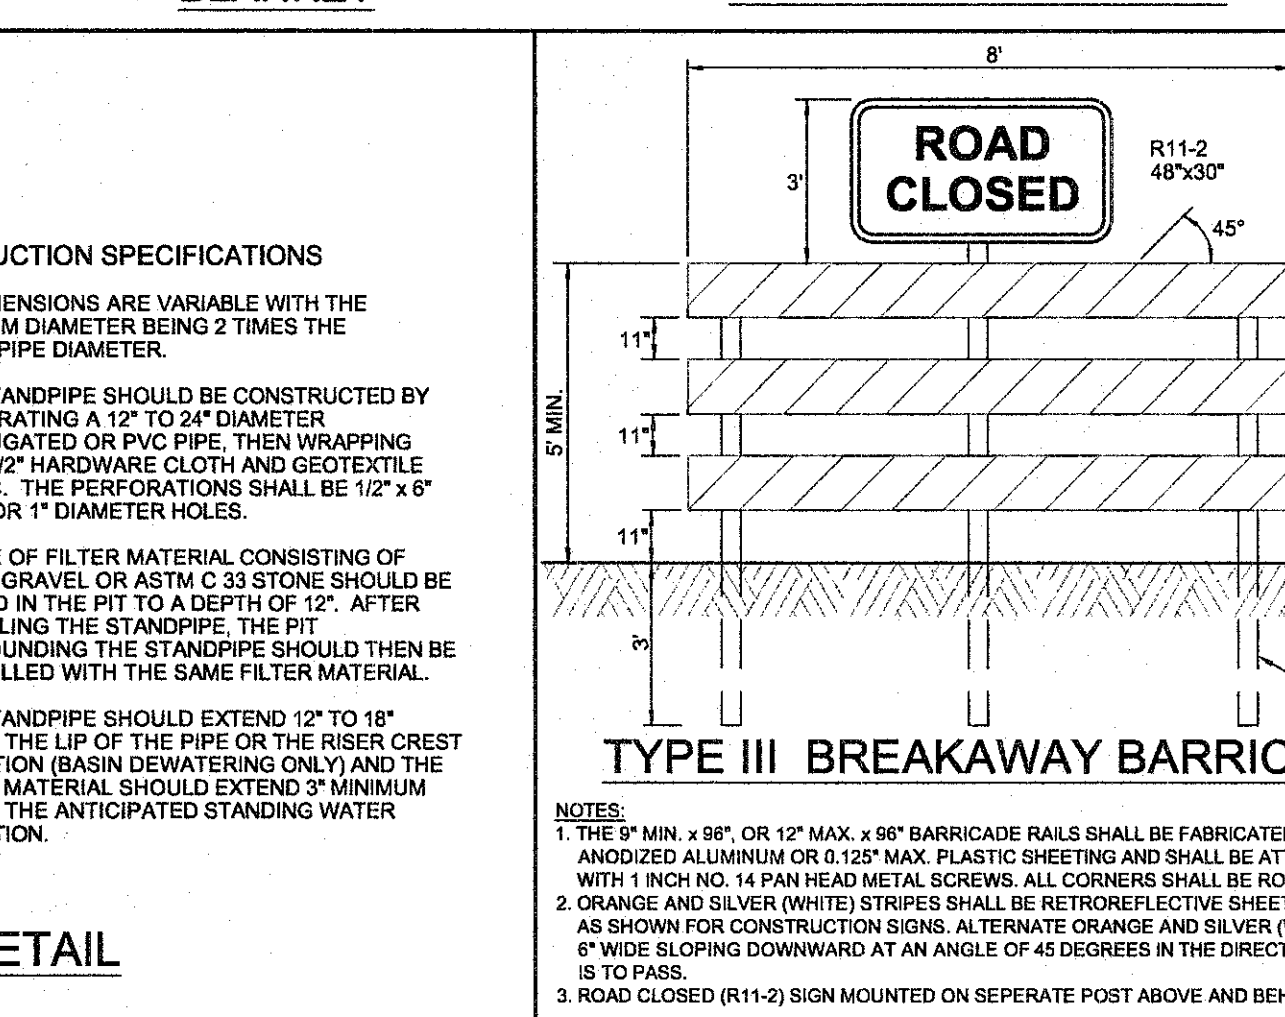 UCTION SPECIFICATIONS
MENSIONS ARE VARIABLE WITH THE
M DIAMETER BEING 2 TIMES THE
PIPE DIAMETER.
TANDPIPE SHOULD BE CONSTRUCTED BY
RATING A 12" TO 24" DIAMETER
UGATED OR PVC PIPE, THEN WRAPPING
/2" HARDWARE CLOTH AND GEOTEXTILE
. THE PERFORATIONS SHALL BE 1/2" x 6"
OR 1" DIAMETER HOLES.
E OF FILTER MATERIAL CONSISTING OF
GRAVEL OR ASTM C 33 STONE SHOULD BE
D IN THE PIT TO A DEPTH OF 12". AFTER
LLING THE STANDPIPE, THE PIT
OUNDING THE STANDPIPE SHOULD THEN BE
ILLED WITH THE SAME FILTER MATERIAL.
TANDPIPE SHOULD EXTEND 12" TO 18"
THE LIP OF THE PIPE OR THE RISER CREST
TION (BASIN DEWATERING ONLY) AND THE
MATERIAL SHOULD EXTEND 3" MINIMUM
THE ANTICIPATED STANDING WATER
TION.
ETAIL
8'
ROAD
CLOSED
R11-2
48"x30"
3'
45°
11"
5' MIN.
11"
11"
3'
TYPE III BREAKAWAY BARRIC
NOTES:
1. THE 9" MIN. x 96", OR 12" MAX. x 96" BARRICADE RAILS SHALL BE FABRICATE
ANODIZED ALUMINUM OR 0.125" MAX. PLASTIC SHEETING AND SHALL BE AT
WITH 1 INCH NO. 14 PAN HEAD METAL SCREWS. ALL CORNERS SHALL BE RO
2. ORANGE AND SILVER (WHITE) STRIPES SHALL BE RETROREFLECTIVE SHEET
AS SHOWN FOR CONSTRUCTION SIGNS. ALTERNATE ORANGE AND SILVER (
6" WIDE SLOPING DOWNWARD AT AN ANGLE OF 45 DEGREES IN THE DIRECT
IS TO PASS.
3. ROAD CLOSED (R11-2) SIGN MOUNTED ON SEPERATE POST ABOVE AND BEH